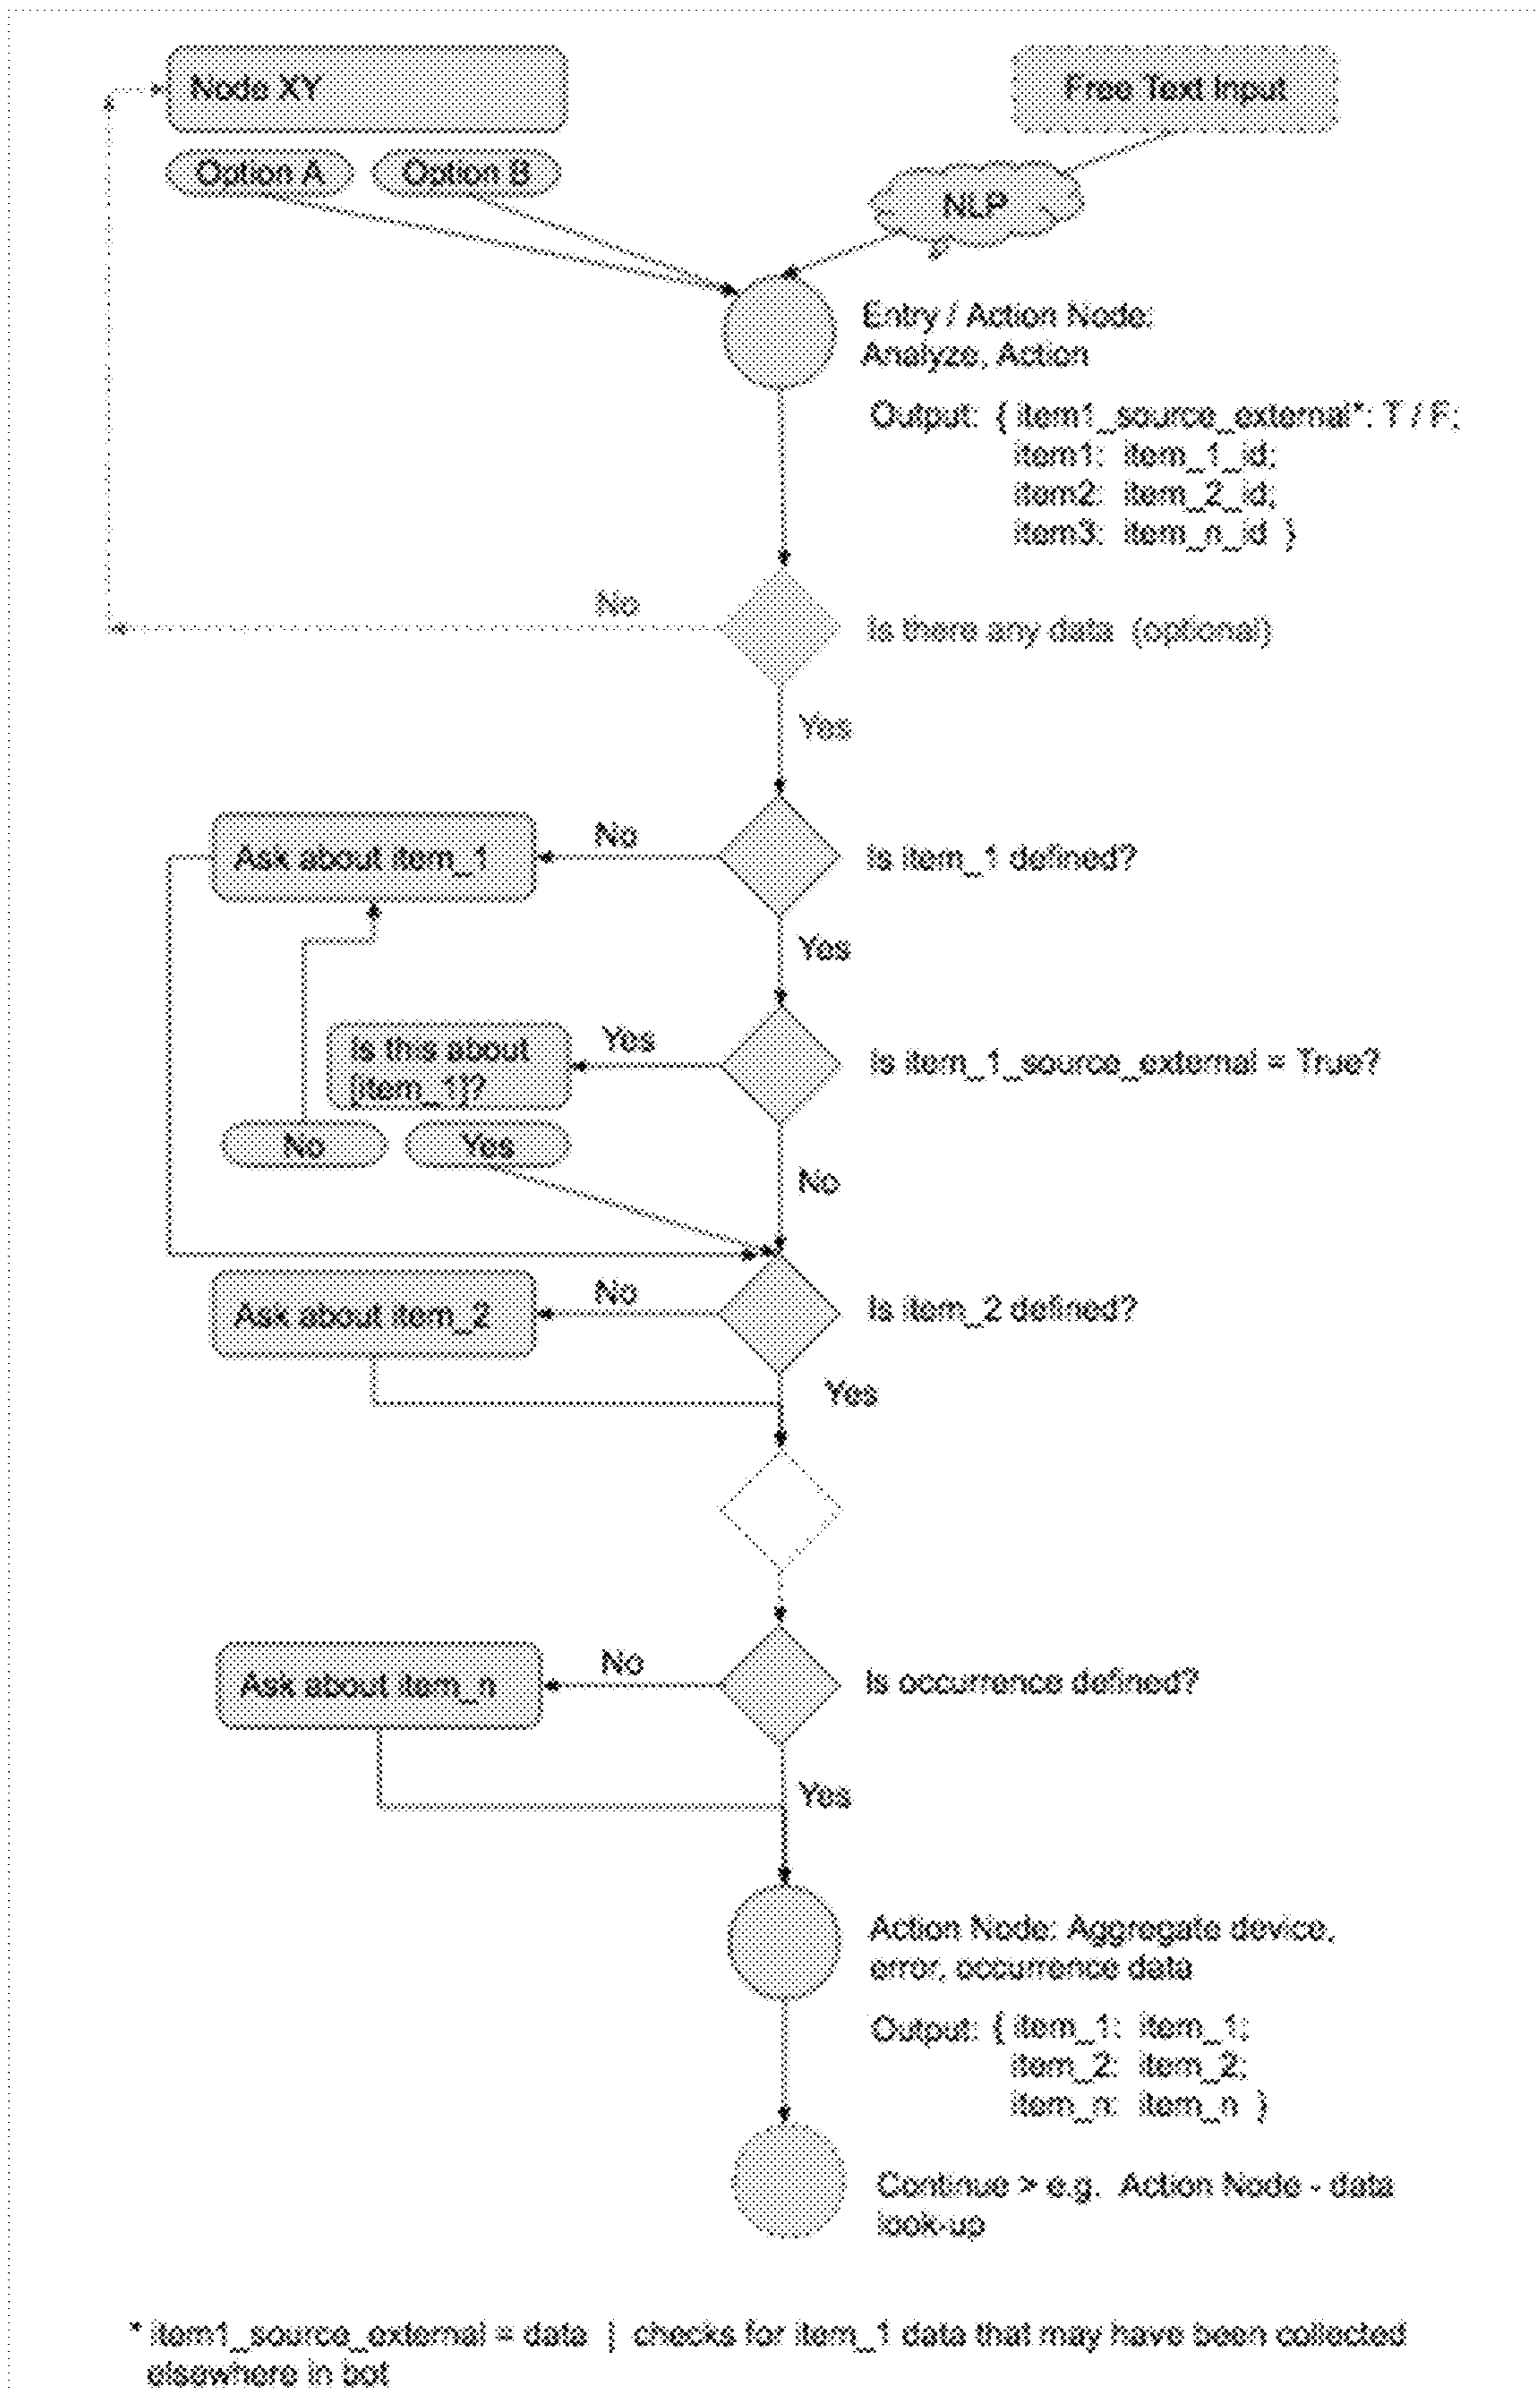 Node XY
Free Text Input
Option A
Option B
NLP
Entry / Action Node:
Analyze, Action
Output: { item1_source_external*: T / F;
item1: item_1_id;
item2: item_2_id;
item3: item_n_id }
No
Is there any data (optional)
Yes
Ask about item_1
No
Is item_1 defined?
Yes
Is this about
[item_1]?
Yes
Is item_1_source_external = True?
No
Yes
No
Ask about item_2
No
Is item_2 defined?
Yes
Ask about item_n
No
Is occurrence defined?
Yes
Action Node: Aggregate device,
error, occurrence data
Output: { item_1: item_1;
item_2: item_2;
item_n: item_n }
Continue > e.g. Action Node - data
look-up
* item1_source_external = data | checks for item_1 data that may have been collected
elsewhere in bot